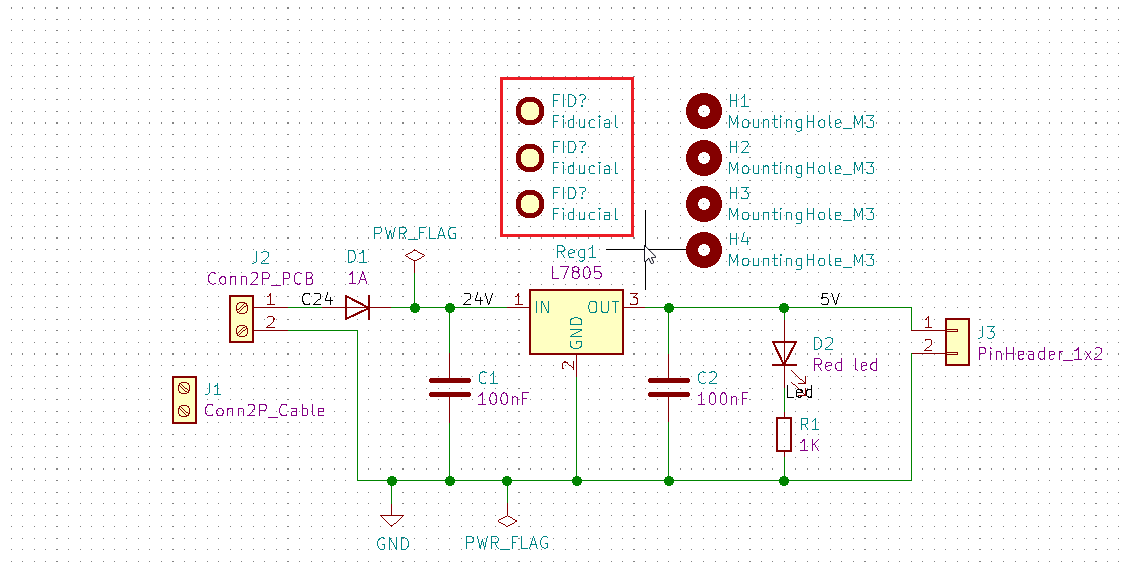 FID?
Fiducial
FID?
Fiducial
FID?
Fiducial
H1
MountingHole_M3
H2
MountingHole_M3
H3
MountingHole_M3
H4
MountingHole_M3
PWR_FLAG
J2
Conn2P_PCB
1
2
C24
D1
1A
24V
Reg1
L7805
1
IN
OUT
3
GND
2
5V
1
2
J3
PinHeader_1x2
D2
Red led
Led
C1
100nF
C2
100nF
J1
Conn2P_Cable
R1
1K
GND
PWR_FLAG